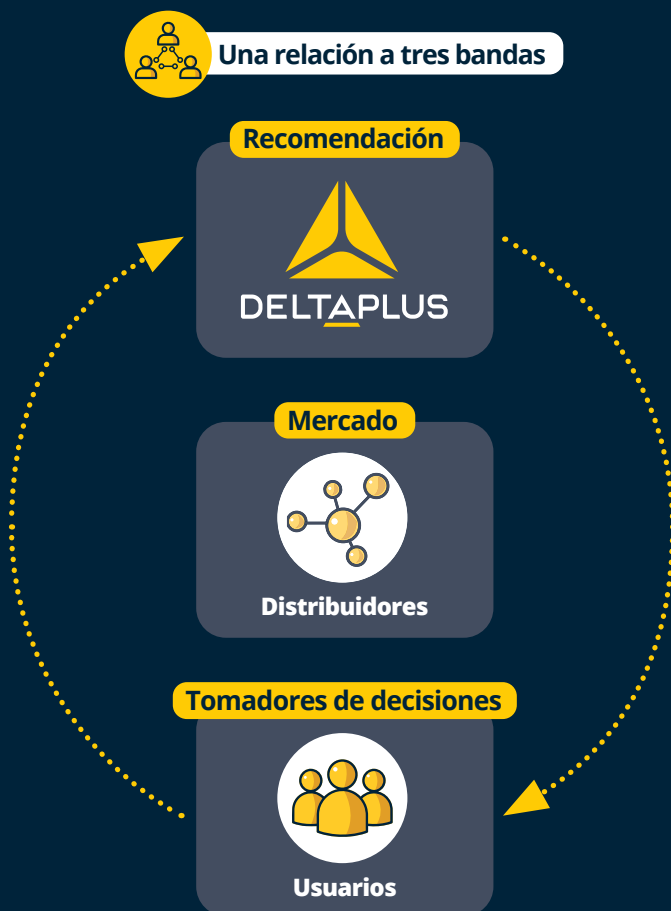 Una relación a tres bandas
Recomendación
DELTAPLUS
Mercado
Distribuidores
Tomadores de decisiones
Usuarios